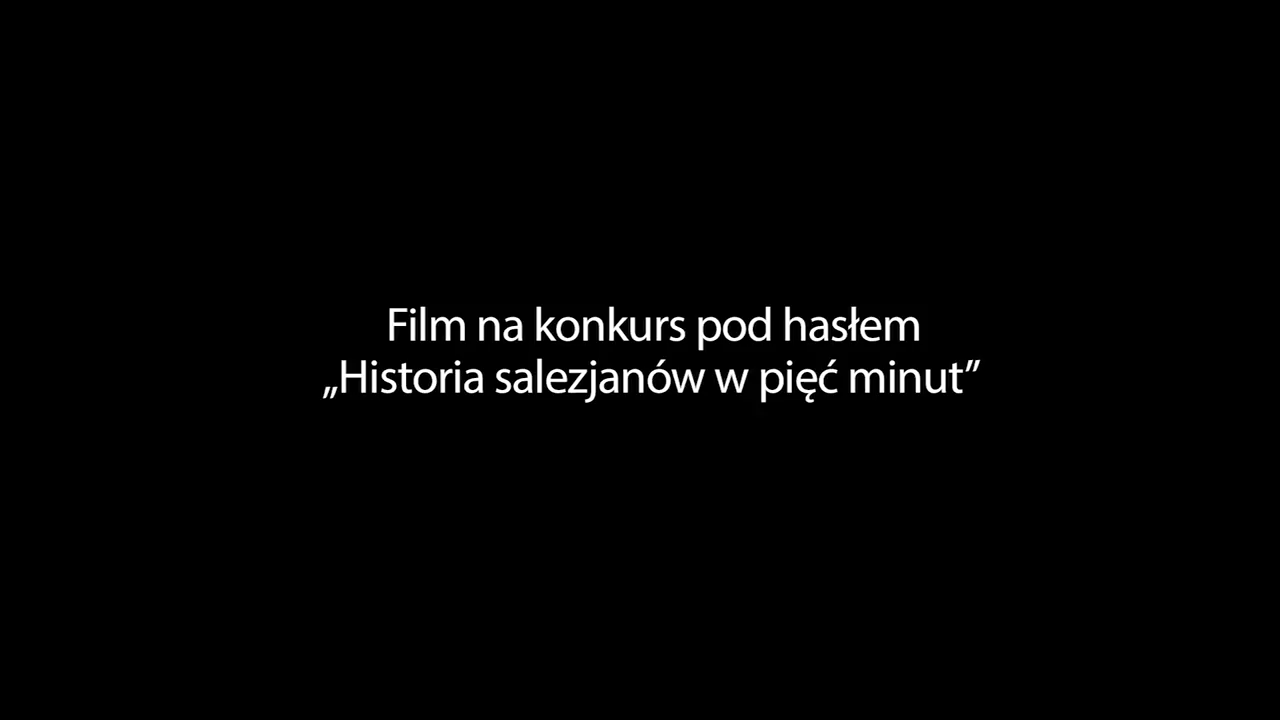 Film na konkurs pod hasłem
„Historia salezjanów w pięć minut”